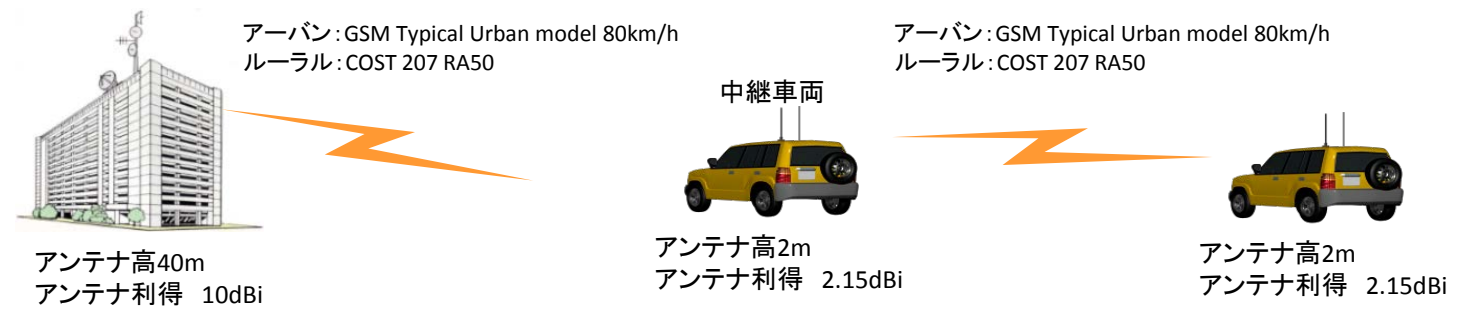 アーバン：GSM Typical Urban model 80km/h
ルーラル：COST 207 RA50
アーバン：GSM Typical Urban model 80km/h
ルーラル：COST 207 RA50
中継車両
アンテナ高40m
アンテナ利得 10dBi
アンテナ高2m
アンテナ利得 2.15dBi
アンテナ高2m
アンテナ利得 2.15dBi